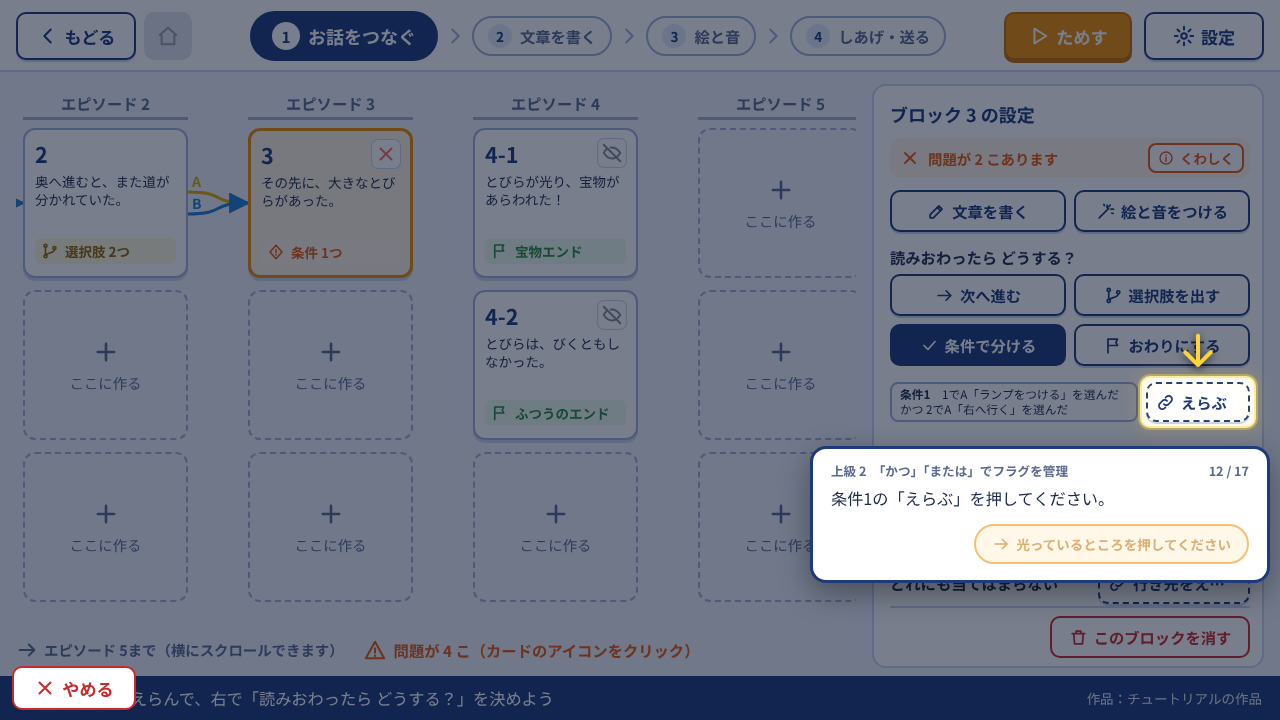 もどる
1 お話をつなぐ
2 文章を書く
3 絵と音
4 しあげ・送る
ためす
設定
エピソード 2
エピソード 3
エピソード 4
エピソード 5
2
奥へ進むと、また道が
分かれていた。
選択肢 2つ
A
B
3
その先に、大きなとび
らがあった。
条件 1つ
4-1
とびらが光り、宝物が
あらわれた！
宝物エンド
ここに作る
ここに作る
ここに作る
4-2
とびらは、びくともし
なかった。
ふつうのエンド
ここに作る
ここに作る
ここに作る
ここに作る
ここに作る
エピソード 5まで（横にスクロールできます）
問題が 4 こ（カードのアイコンをクリック）
ブロック 3 の設定
問題が 2 こあります
くわしく
文章を書く
絵と音をつける
読みおわったら どうする？
次へ進む
選択肢を出す
条件で分ける
おわりにする
条件1 1でA「ランプをつける」を選んだ
かつ 2でA「右へ行く」を選んだ
えらぶ
上級 2 「かつ」「または」でフラグを管理
12 / 17
条件1の「えらぶ」を押してください。
光っているところを押してください
どれにも当てはまらない
行き先をえ…
このブロックを消す
やめる
えらんで、右で「読みおわったら どうする？」を決めよう
作品：チュートリアルの作品